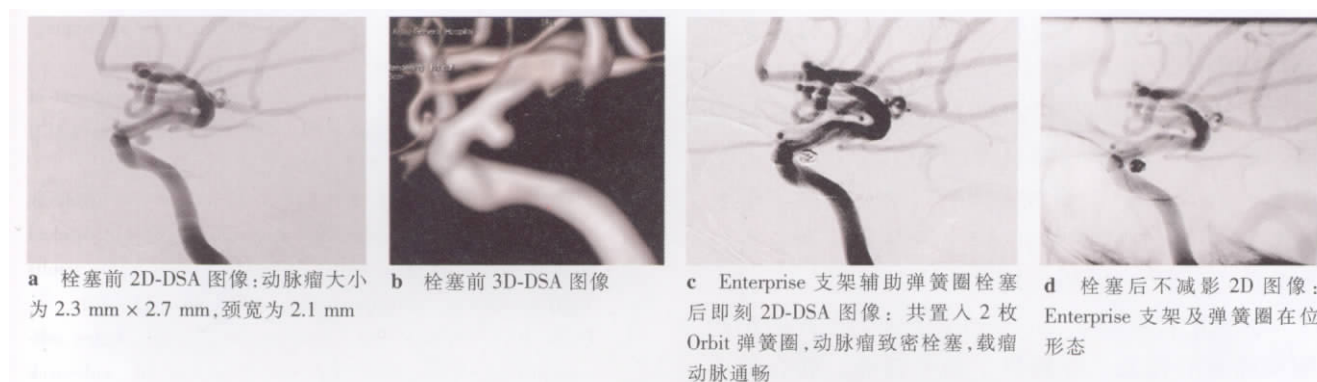 a 栓塞前 2D-DSA 图像:动脉瘤大小
为 2.3 mm × 2.7 mm,颈宽为 2.1 mm
b 栓塞前 3D-DSA 图像
c Enterprise 支架辅助弹簧圈栓塞
后即刻 2D-DSA 图像: 共置入 2 枚
Orbit 弹簧圈,动脉瘤致密栓塞,载瘤
动脉通畅
d 栓塞后不减影 2D 图像:
Enterprise 支架及弹簧圈在位
形态